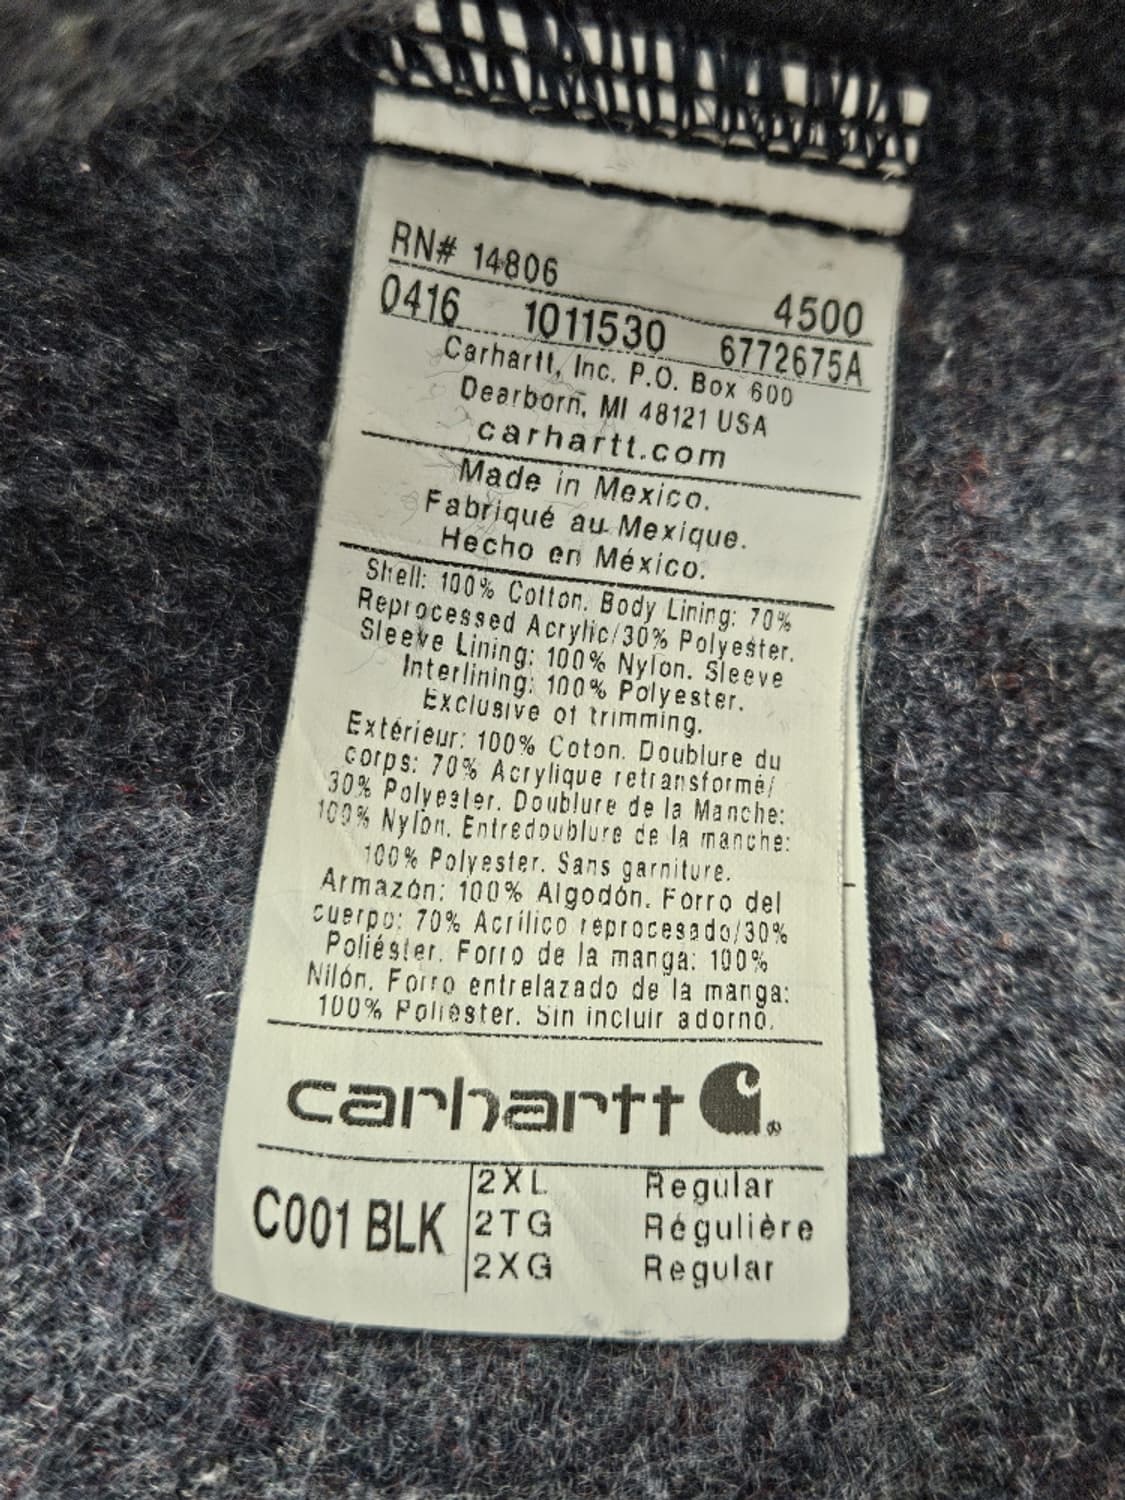 RN# 14806 4500
0416 1011530 6772675A
Carhartt, Inc. P.O. Box 600
Dearborn, MI 48121 USA
carhartt.com
Made in Mexico.
Fabriqué au Mexique.
Hecho en México.
Shell: 100% Cotton. Body Lining: 70%
Reprocessed Acrylic/30% Polyester.
Sleeve Lining: 100% Nylon. Sleeve
Interlining: 100% Polyester.
Exclusive of trimming.
Extérieur: 100% Coton. Doublure du
corps: 70% Acrylique retransformé/
30% Polyester. Doublure de la Manche:
100% Nylon. Entredoublure de la manche:
100% Polyester. Sans garniture.
Armazón: 100% Algodón. Forro del
cuerpo: 70% Acrílico reprocesado/30%
Poliéster. Forro de la manga: 100%
Nilón. Forro entrelazado de la manga:
100% Poliéster. Sin incluir adorno.
carhartt ®
C001 BLK
2XL Regular
2TG Régulière
2XG Regular